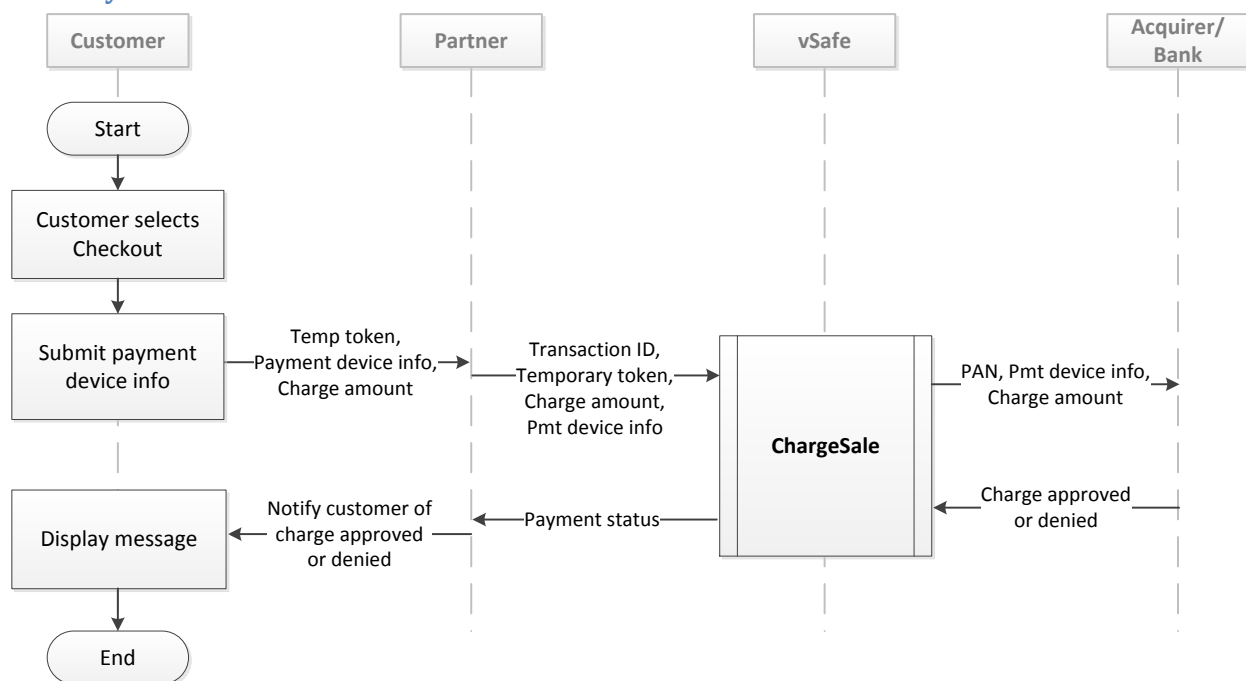 Customer
Partner
vSafe
Acquirer/
Bank
Start
Customer selects
Checkout
Submit payment
device info
Temp token,
Payment device info,
Charge amount
Transaction ID,
Temporary token,
Charge amount,
Pmt device info
ChargeSale
PAN, Pmt device info,
Charge amount
Charge approved
or denied
Payment status
Notify customer of
charge approved
or denied
Display message
End